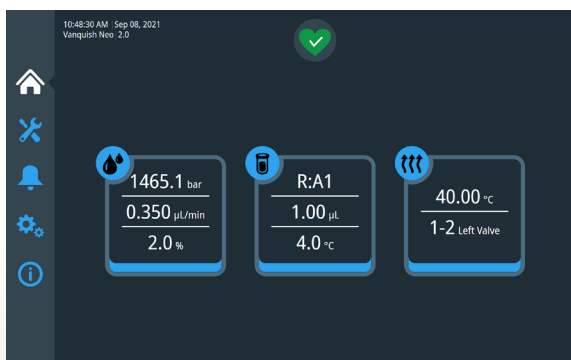 10:48:30 AM | Sep 08, 2021
Vanquish Neo 2.0
1465.1 bar
0.350 µL/min
2.0 %
R:A1
1.00 µL
4.0 °C
40.00 °C
1-2 Left Valve